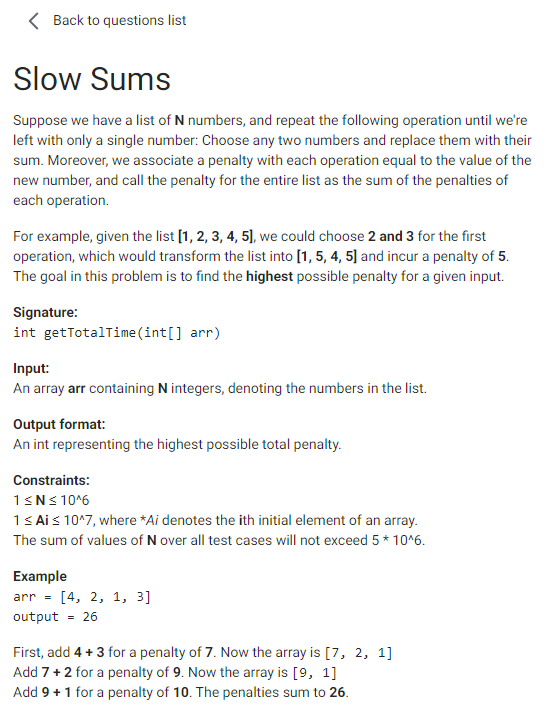 Back to questions list
Slow Sums
Suppose we have a list of N numbers, and repeat the following operation until we're
left with only a single number: Choose any two numbers and replace them with their
sum. Moreover, we associate a penalty with each operation equal to the value of the
new number, and call the penalty for the entire list as the sum of the penalties of
each operation.
For example, given the list [1, 2, 3, 4, 5], we could choose 2 and 3 for the first
operation, which would transform the list into [1, 5, 4, 5] and incur a penalty of 5.
The goal in this problem is to find the highest possible penalty for a given input.
Signature:
int getTotalTime(int[] arr)
Input:
An array arr containing N integers, denoting the numbers in the list.
Output format:
An int representing the highest possible total penalty.
Constraints:
1 ≤ N ≤ 10^6
1 ≤ Ai ≤ 10^7, where *Ai denotes the ith initial element of an array.
The sum of values of N over all test cases will not exceed 5 * 10^6.
Example
arr = [4, 2, 1, 3]
output = 26
First, add 4 + 3 for a penalty of 7. Now the array is [7, 2, 1]
Add 7 + 2 for a penalty of 9. Now the array is [9, 1]
Add 9 + 1 for a penalty of 10. The penalties sum to 26.